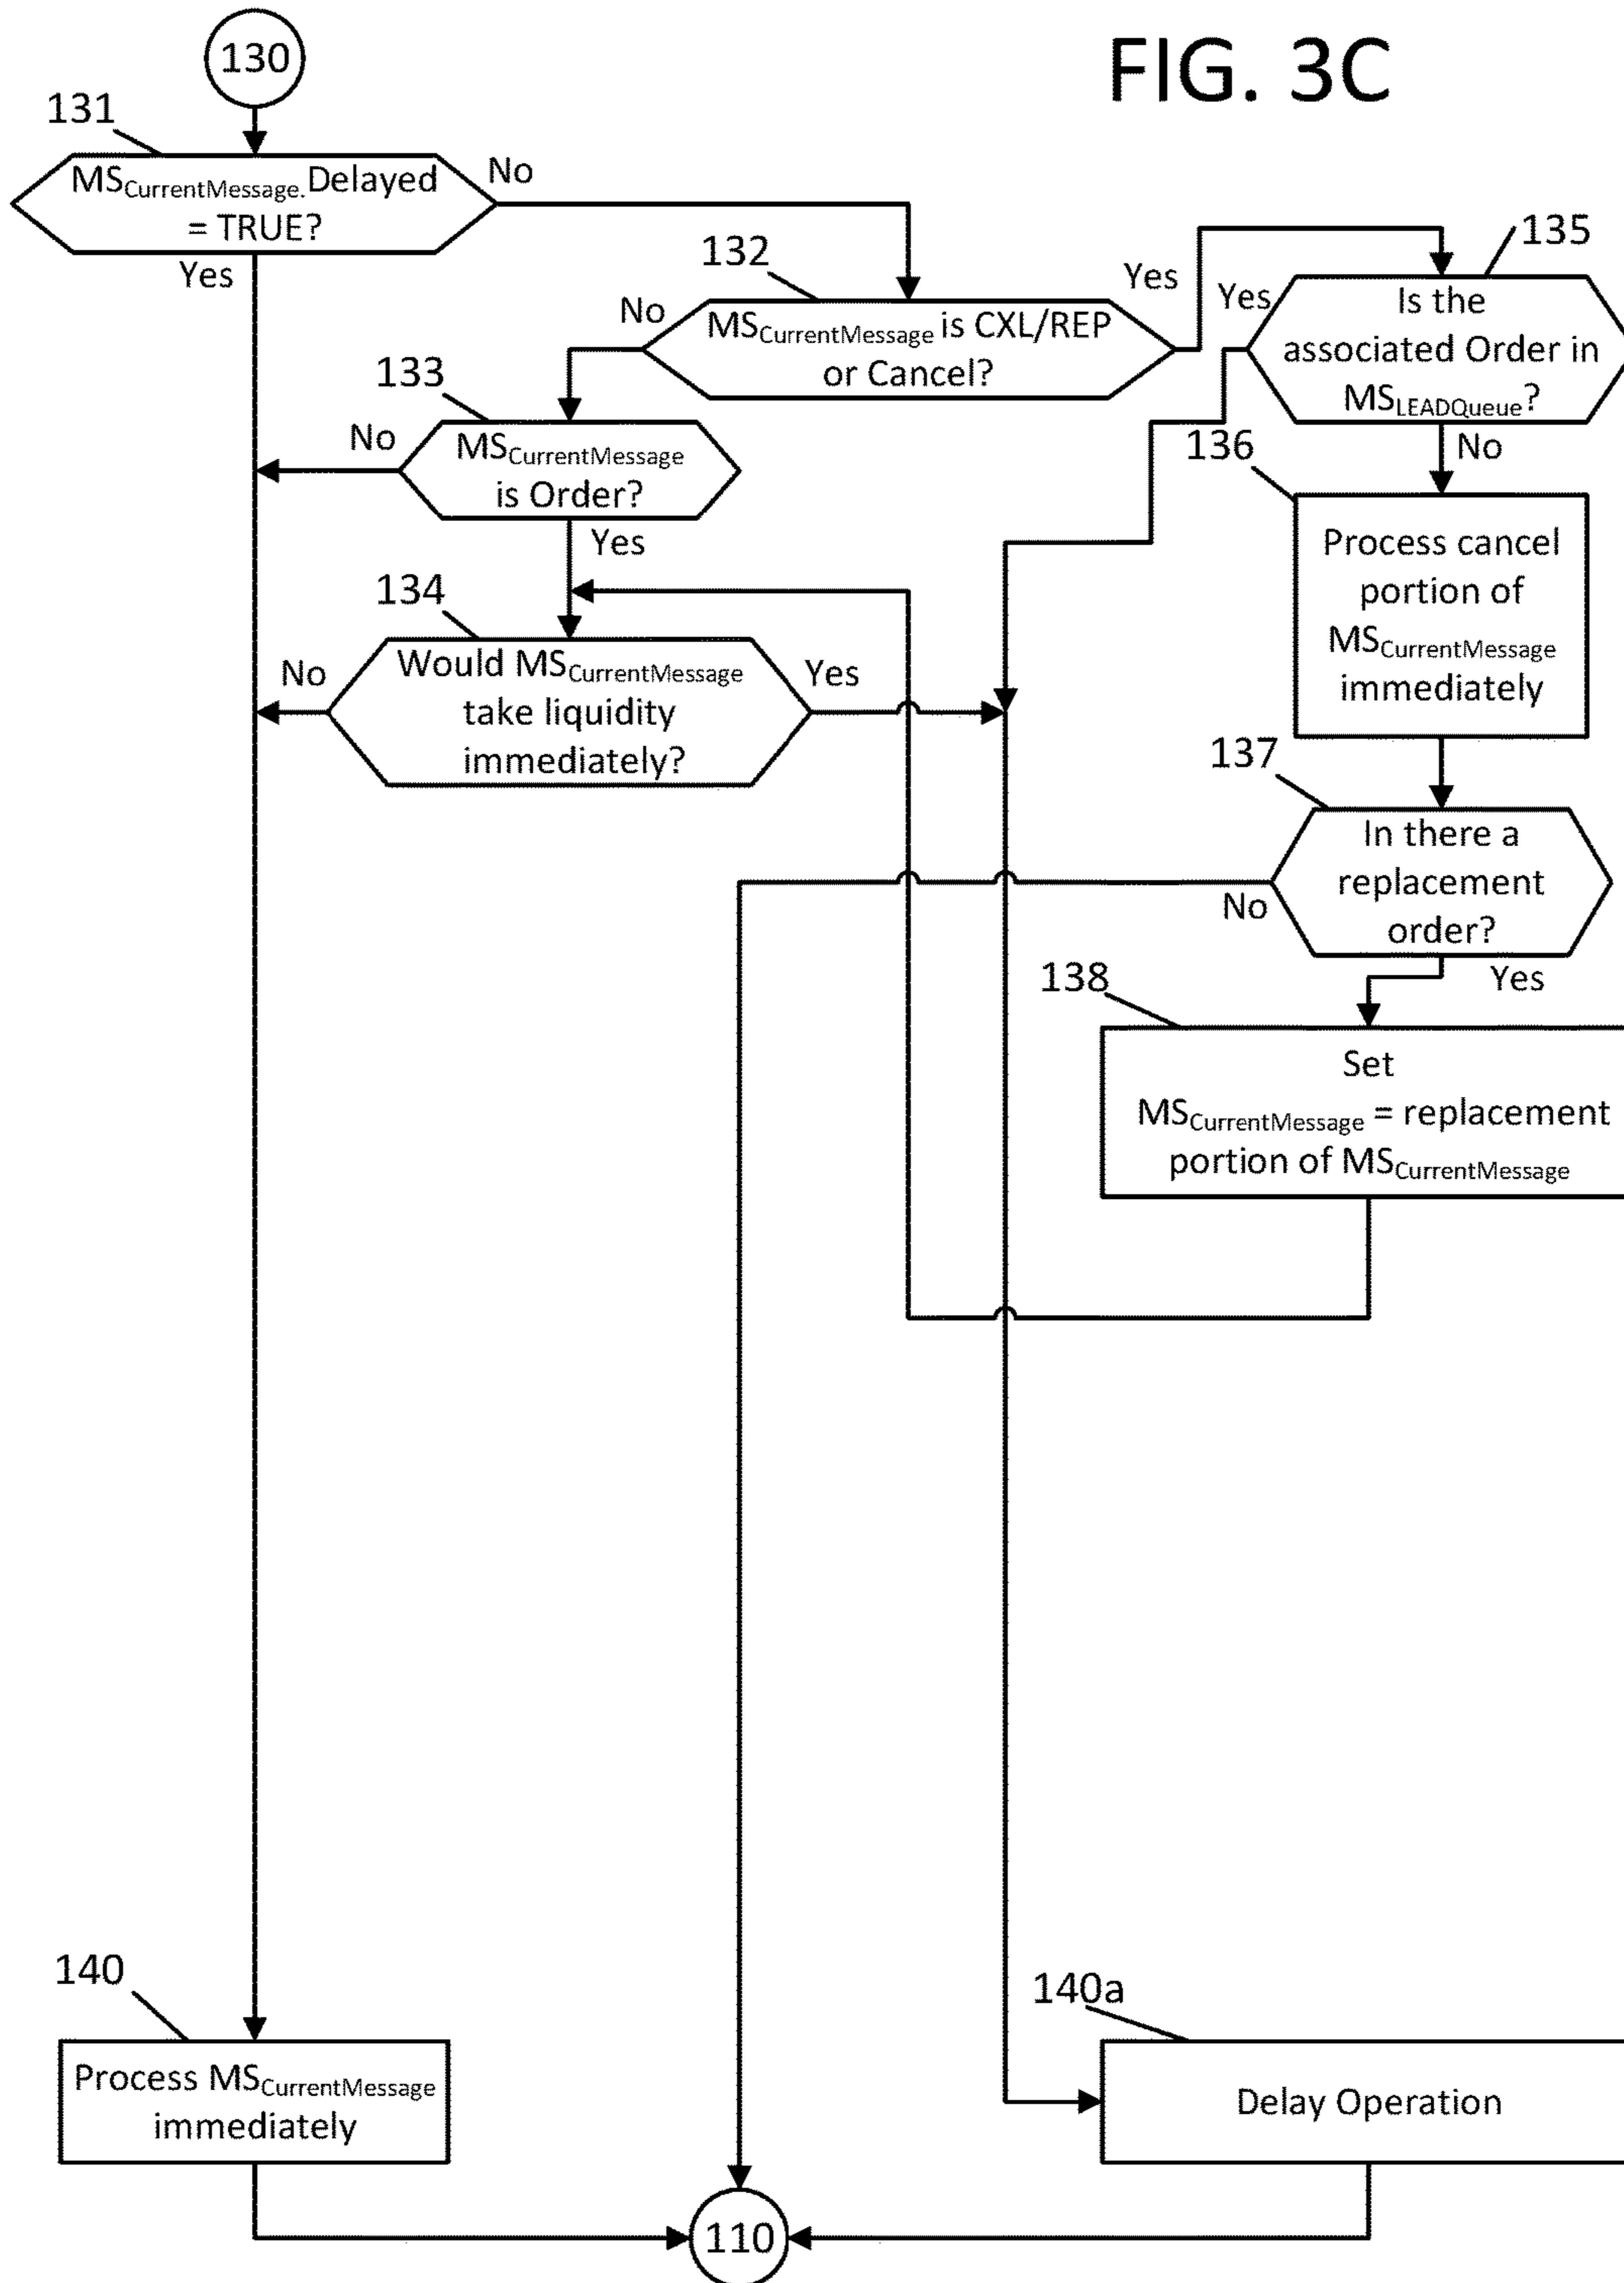 FIG. 3C
130
131
MSCurrentMessage.Delayed
= TRUE?
No
Yes
132
MSCurrentMessage is CXL/REP
or Cancel?
No
Yes
133
MSCurrentMessage
is Order?
No
Yes
134
Would MSCurrentMessage
take liquidity
immediately?
No
Yes
135
Is the
associated Order in
MSLEADQueue?
Yes
No
136
Process cancel
portion of
MSCurrentMessage
immediately
137
In there a
replacement
order?
No
Yes
138
Set
MSCurrentMessage = replacement
portion of MSCurrentMessage
140
Process MSCurrentMessage
immediately
140a
Delay Operation
110